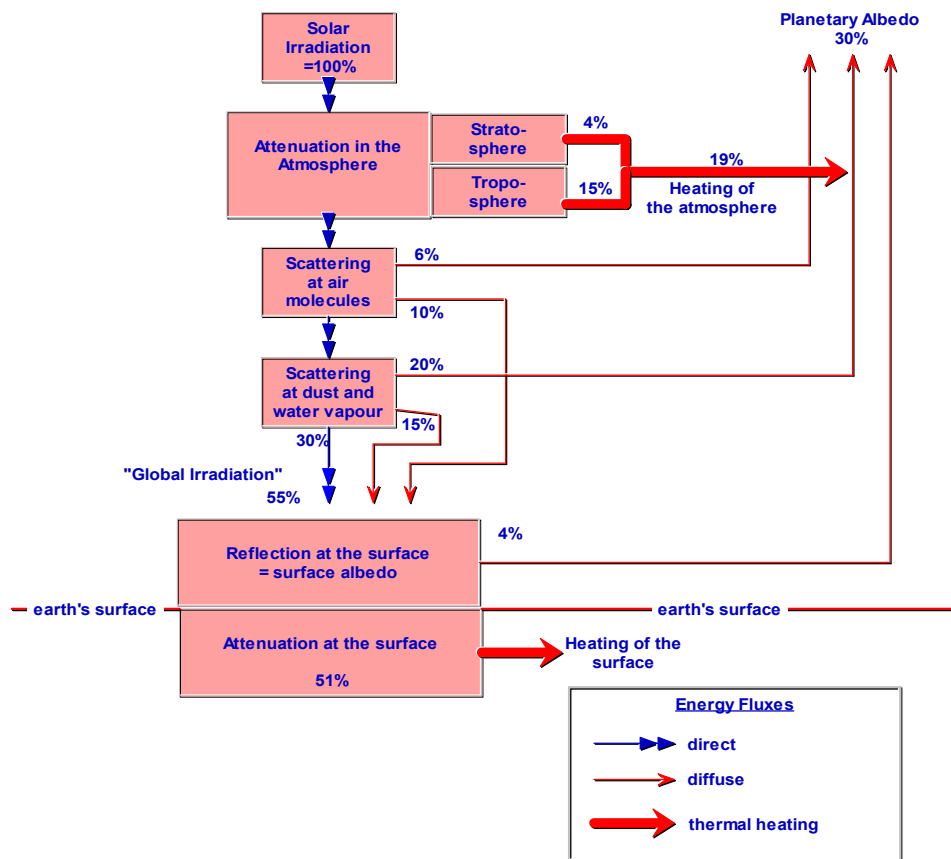 Solar
Irradiation
=100%
Planetary Albedo
30%
Attenuation in the
Atmosphere
Strato-
sphere
4%
Tropo-
sphere
15%
19%
Heating of
the atmosphere
Scattering
at air
molecules
6%
10%
Scattering
at dust and
water vapour
20%
15%
30%
"Global Irradiation"
55%
Reflection at the surface
= surface albedo
4%
earth's surface
earth's surface
Attenuation at the surface
51%
Heating of the
surface
Energy Fluxes
direct
diffuse
thermal heating